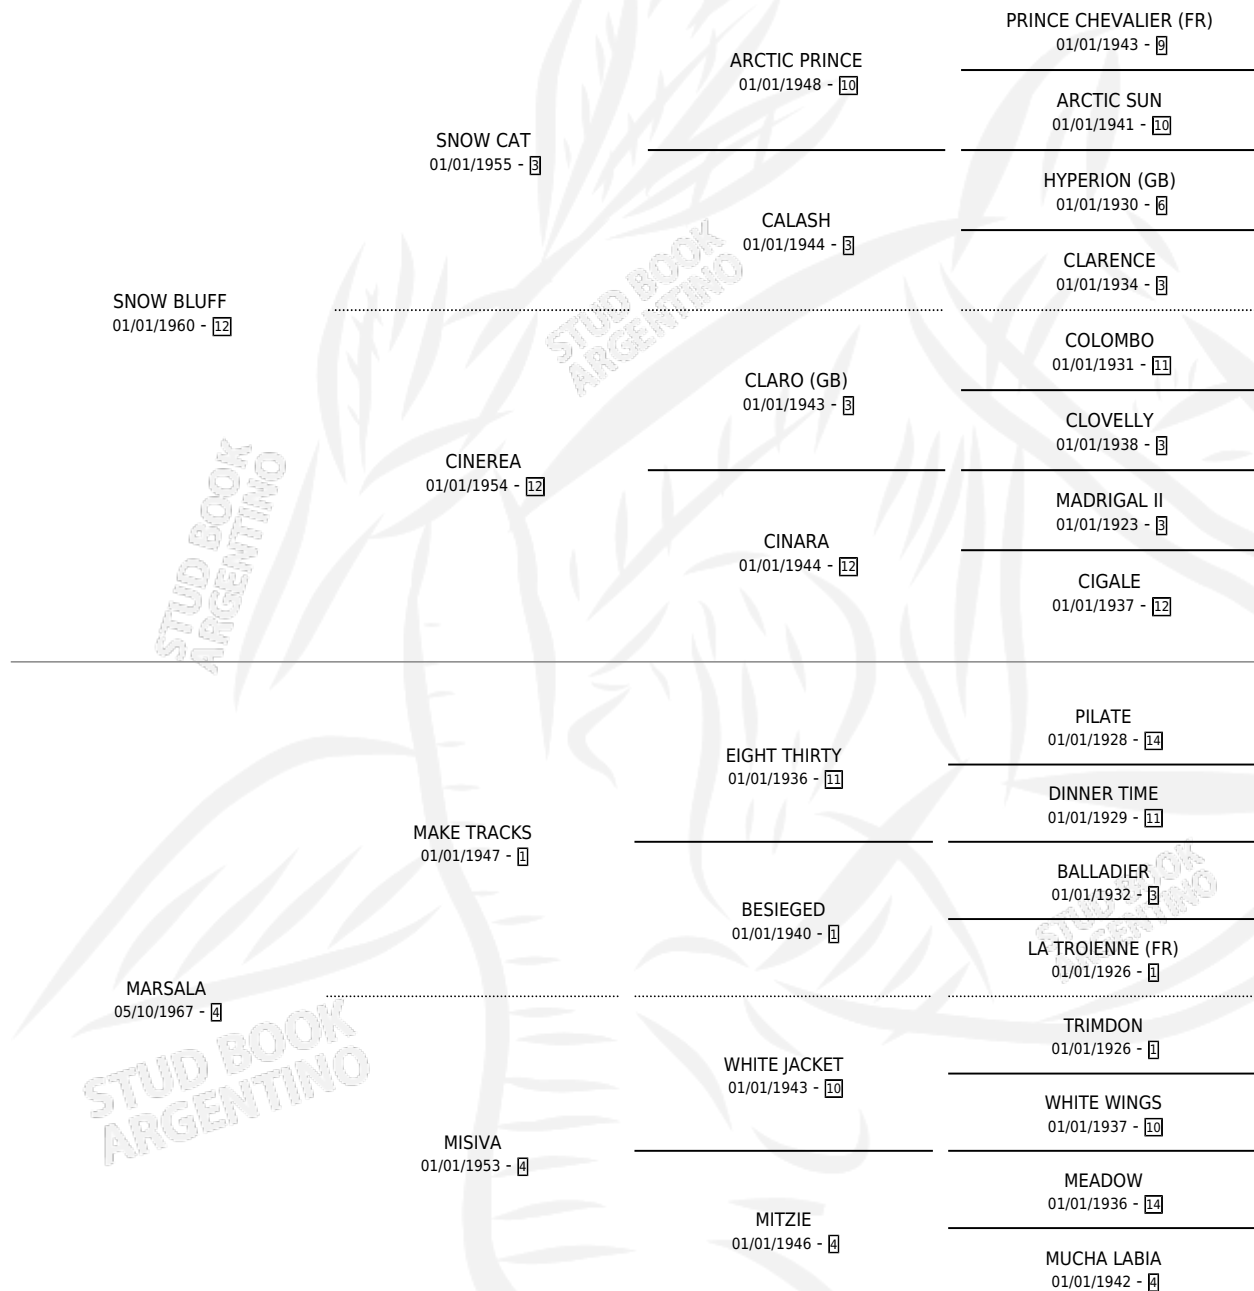 PRINCE CHEVALIER (FR)
01/01/1943 - 9
ARCTIC PRINCE
01/01/1948 - 10
ARCTIC SUN
01/01/1941 - 10
SNOW CAT
01/01/1955 - 3
HYPERION (GB)
01/01/1930 - 6
CALASH
01/01/1944 - 3
CLARENCE
01/01/1934 - 3
SNOW BLUFF
01/01/1960 - 12
STUD BOOK
ARGENTINO
COLOMBO
01/01/1931 - 11
CLARO (GB)
01/01/1943 - 3
CLOVELLY
01/01/1938 - 3
CINEREA
01/01/1954 - 12
MADRIGAL II
01/01/1923 - 3
CINARA
01/01/1944 - 12
CIGALE
01/01/1937 - 12
STUD BOOK
ARGENTINO
PILATE
01/01/1928 - 14
EIGHT THIRTY
01/01/1936 - 11
DINNER TIME
01/01/1929 - 11
MAKE TRACKS
01/01/1947 - 1
BALLADIER
01/01/1932 - 3
BESIEGED
01/01/1940 - 1
STUD BOOK
ARGENTINO
LA TROIENNE (FR)
01/01/1926 - 1
MARSALA
05/10/1967 - 4
TRIMDON
01/01/1926 - 1
WHITE JACKET
01/01/1943 - 10
STUD BOOK
ARGENTINO
WHITE WINGS
01/01/1937 - 10
MISIVA
01/01/1953 - 4
MEADOW
01/01/1936 - 14
MITZIE
01/01/1946 - 4
MUCHA LABIA
01/01/1942 - 4